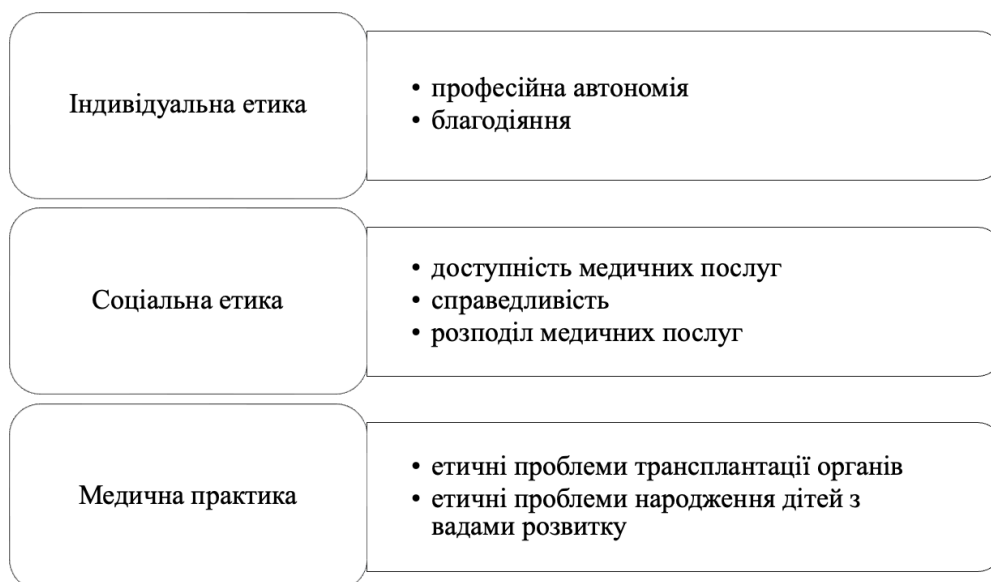 Індивідуальна етика
• професійна автономія
• благодіяння
Соціальна етика
• доступність медичних послуг
• справедливість
• розподіл медичних послуг
Медична практика
• етичні проблеми трансплантації органів
• етичні проблеми народження дітей з
вадами розвитку